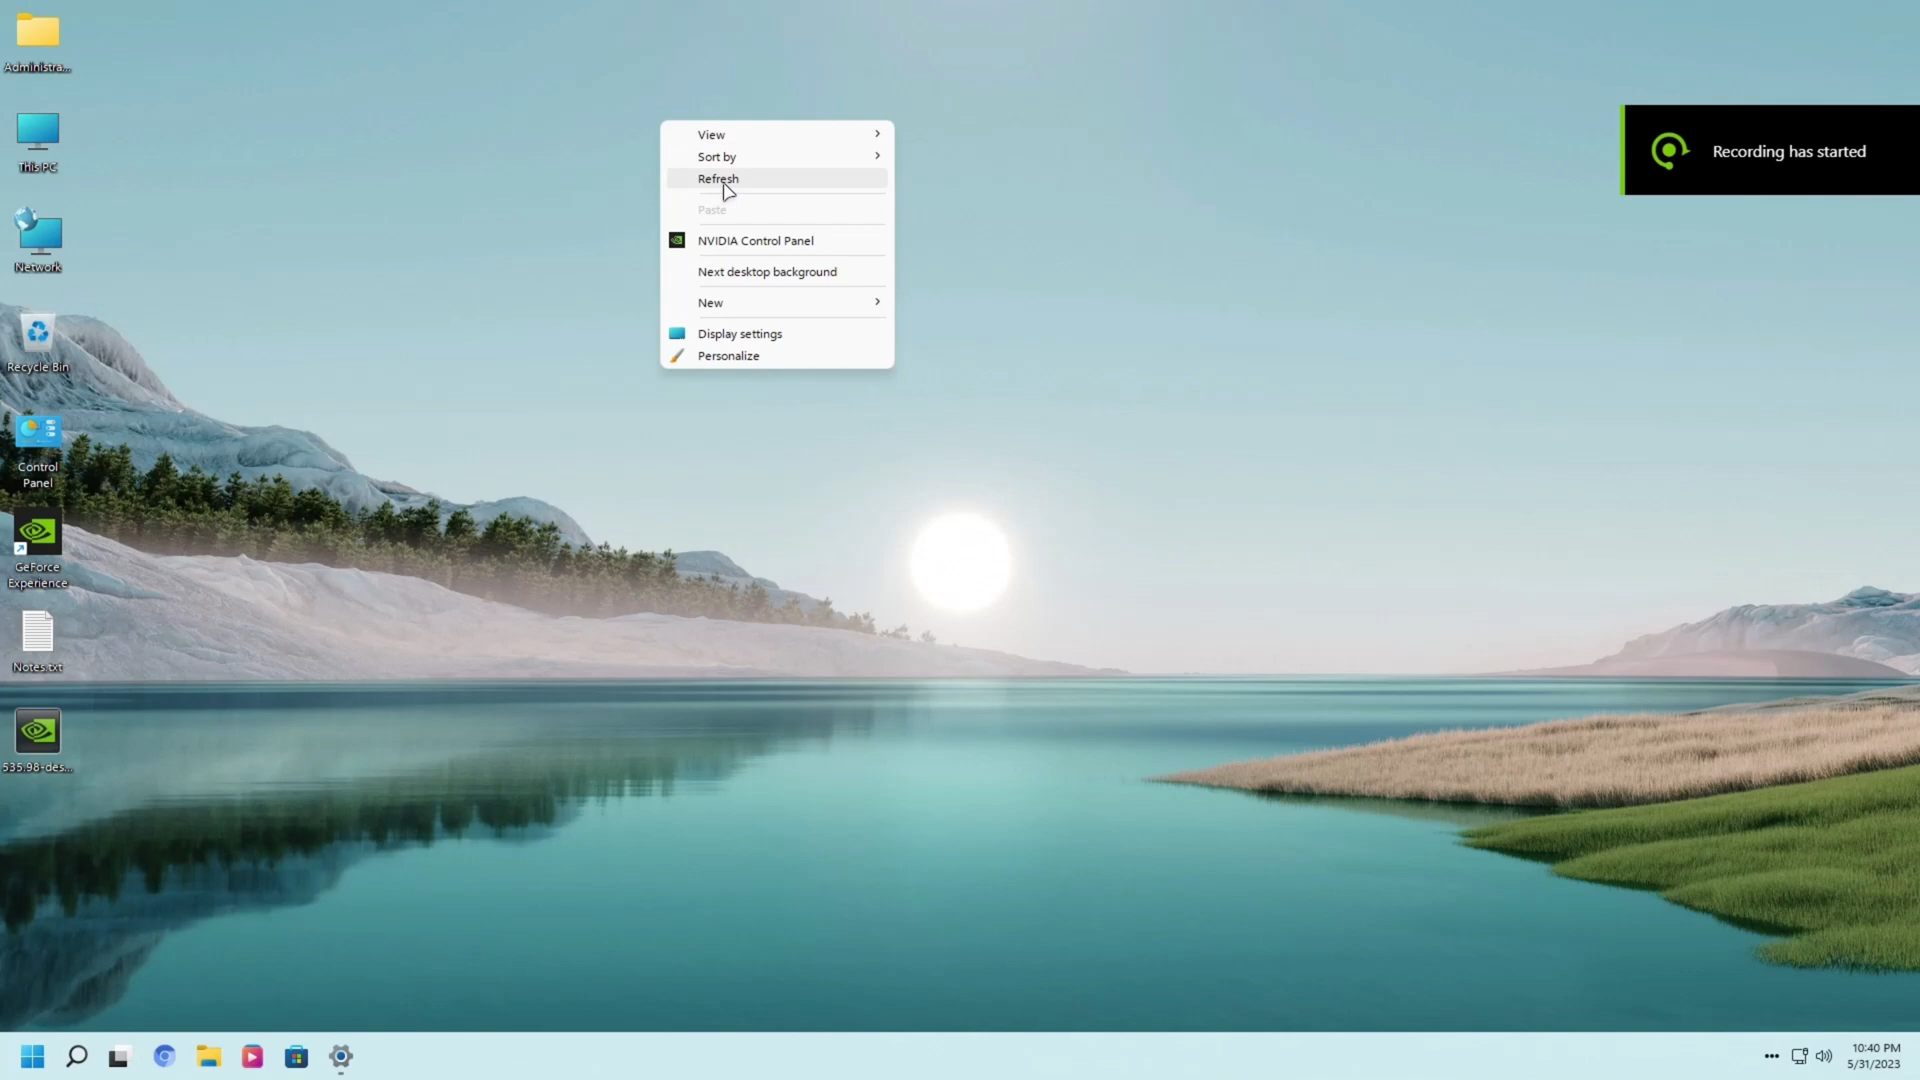 Administra...
This PC
Network
Recycle Bin
Control
Panel
GeForce
Experience
Notes.txt
535.98-des...
View
Sort by
Refresh
Paste
NVIDIA Control Panel
Next desktop background
New
Display settings
Personalize
Recording has started
10:40 PM
5/31/2023